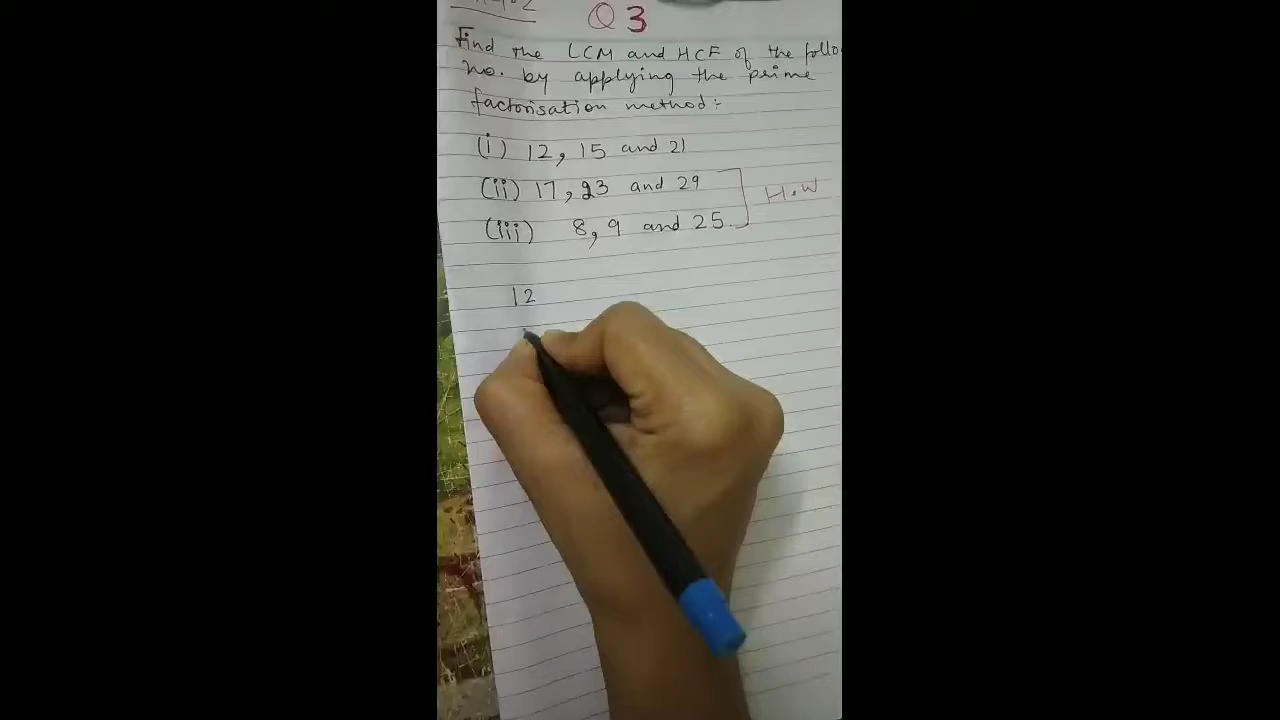 Q 3
Find the LCM and HCF of the follo
no. by applying the prime
factorisation method:-
(i) 12, 15 and 21
(ii) 17, 23 and 29
(iii) 8, 9 and 25.
H.W
12